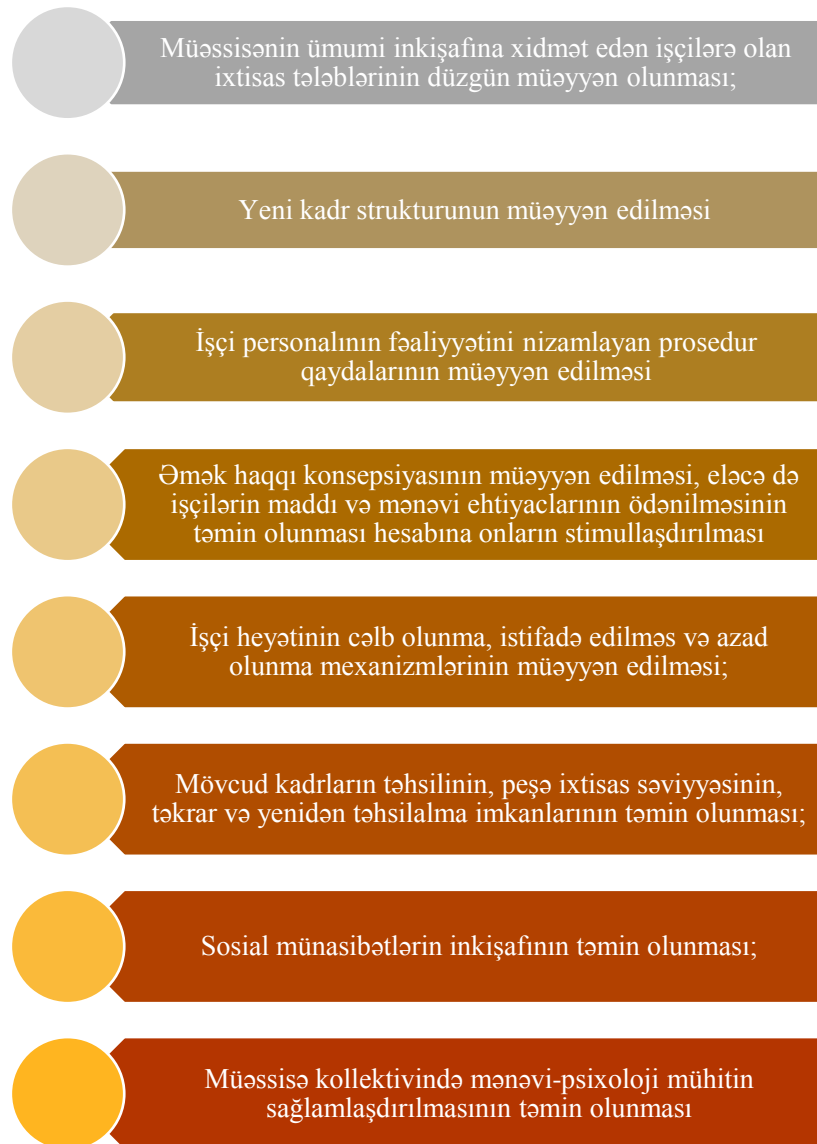 Müəssisənin ümumi inkişafına xidmət edən işçilərə olan
ixtisas tələblərinin düzgün müəyyən olunması;
Yeni kadr strukturunun müəyyən edilməsi
İşçi personalının fəaliyyətini nizamlayan prosedur
qaydalarının müəyyən edilməsi
Əmək haqqı konsepsiyasının müəyyən edilməsi, eləcə də
işçilərin maddı və mənəvi ehtiyaclarının ödənilməsinin
təmin olunması hesabına onların stimullaşdırılması
İşçi heyətinin cəlb olunma, istifadə edilməs və azad
olunma mexanizmlərinin müəyyən edilməsi;
Mövcud kadrların təhsilinin, peşə ixtisas səviyyəsinin,
təkrar və yenidən təhsilalma imkanlarının təmin olunması;
Sosial münasibətlərin inkişafının təmin olunması;
Müəssisə kollektivində mənəvi-psixoloji mühitin
sağlamlaşdırılmasının təmin olunması